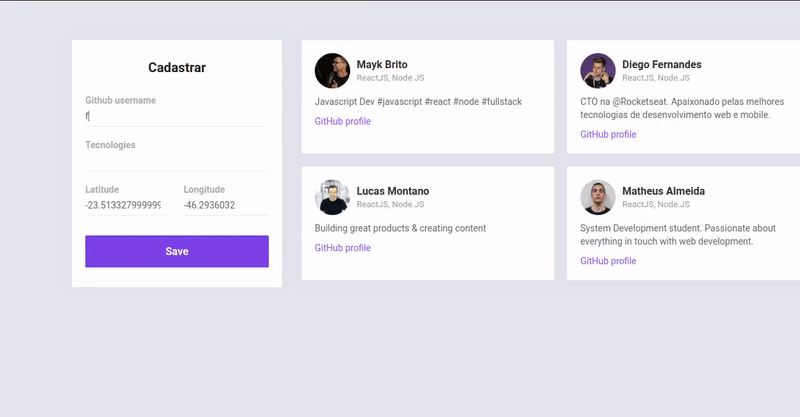 Cadastrar
Github username
f
Tecnologies
Latitude
Longitude
-23.513327999999
-46.2936032
Save
Mayk Brito
ReactJS, Node.JS
Javascript Dev #javascript #react #node #fullstack
GitHub profile
Diego Fernandes
ReactJS, Node.JS
CTO na @Rocketseat. Apaixonado pelas melhores
tecnologias de desenvolvimento web e mobile.
GitHub profile
Lucas Montano
ReactJS, Node.JS
Building great products & creating content
GitHub profile
Matheus Almeida
ReactJS, Node.JS
System Development student. Passionate about
everything in touch with web development.
GitHub profile